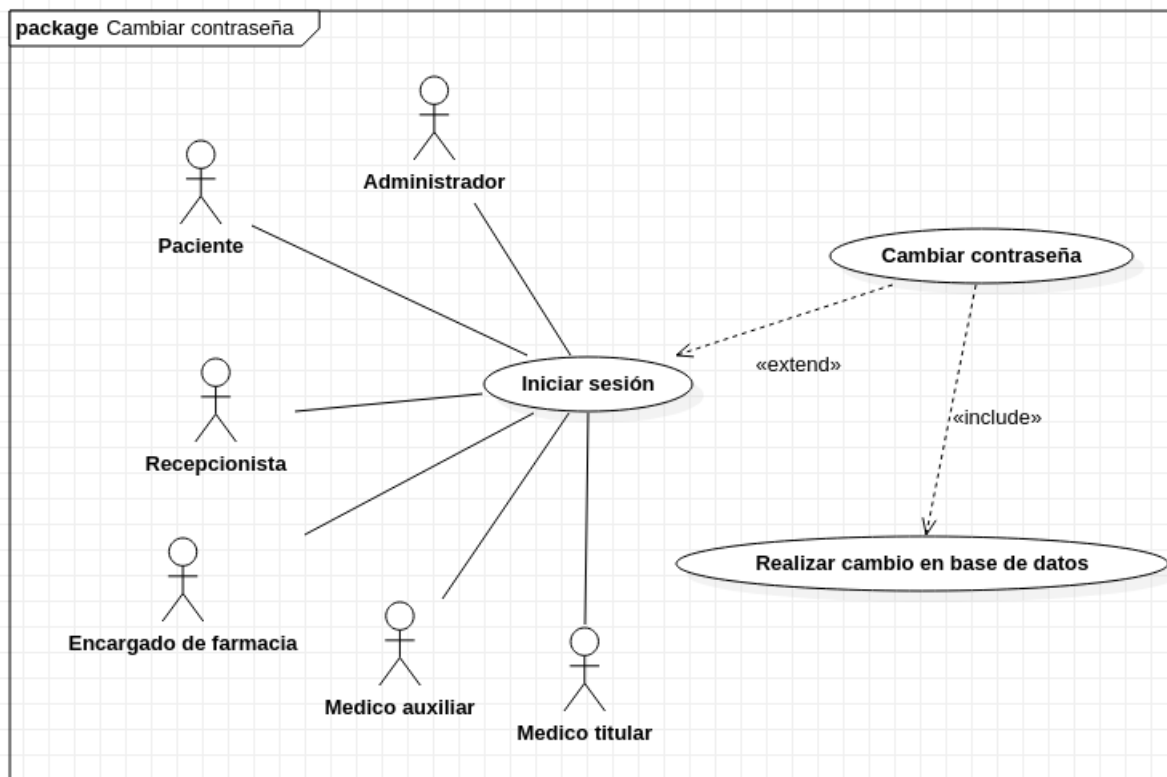 package Cambiar contraseña
Administrador
Paciente
Cambiar contraseña
«extend»
Iniciar sesión
«include»
Recepcionista
Realizar cambio en base de datos
Encargado de farmacia
Medico auxiliar
Medico titular